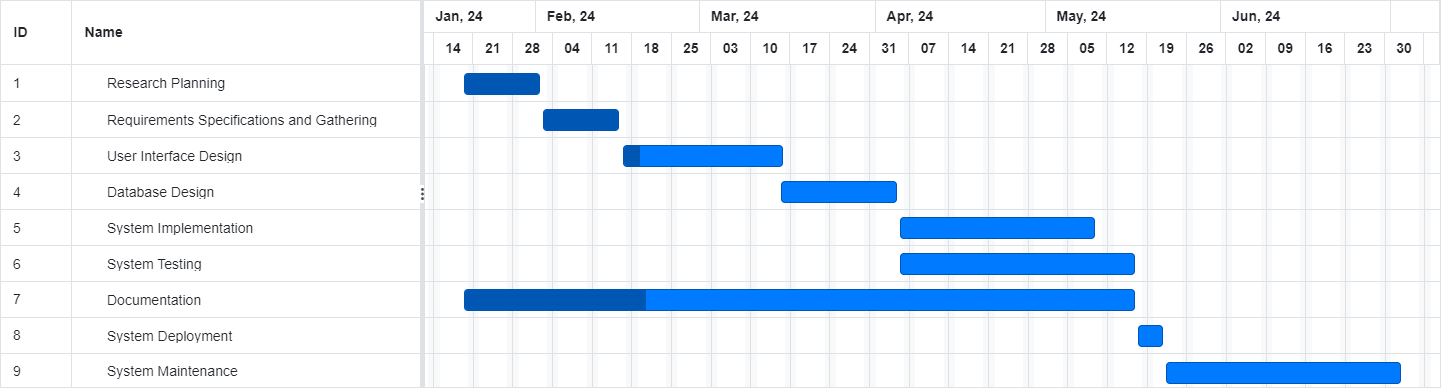 ID Name Jan, 24 Feb, 24 Mar, 24 Apr, 24 May, 24 Jun, 24
14 21 28 04 11 18 25 03 10 17 24 31 07 14 21 28 05 12 19 26 02 09 16 23 30
1 Research Planning
2 Requirements Specifications and Gathering
3 User Interface Design
4 Database Design
5 System Implementation
6 System Testing
7 Documentation
8 System Deployment
9 System Maintenance